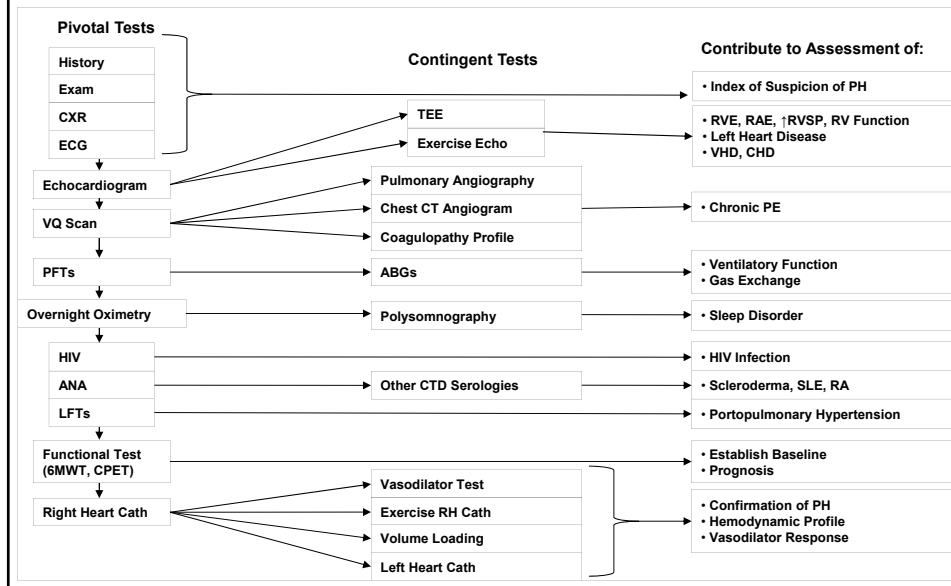 Pivotal Tests
Contingent Tests
Contribute to Assessment of:
History
Exam
CXR
ECG
• Index of Suspicion of PH
TEE
Exercise Echo
• RVE, RAE, ↑RVSP, RV Function
• Left Heart Disease
• VHD, CHD
Echocardiogram
VQ Scan
Pulmonary Angiography
Chest CT Angiogram
Coagulopathy Profile
• Chronic PE
PFTs
ABGs
• Ventilatory Function
• Gas Exchange
Overnight Oximetry
Polysomnography
• Sleep Disorder
HIV
• HIV Infection
ANA
Other CTD Serologies
• Scleroderma, SLE, RA
LFTs
• Portopulmonary Hypertension
Functional Test
(6MWT, CPET)
• Establish Baseline
• Prognosis
Right Heart Cath
Vasodilator Test
Exercise RH Cath
Volume Loading
Left Heart Cath
• Confirmation of PH
• Hemodynamic Profile
• Vasodilator Response